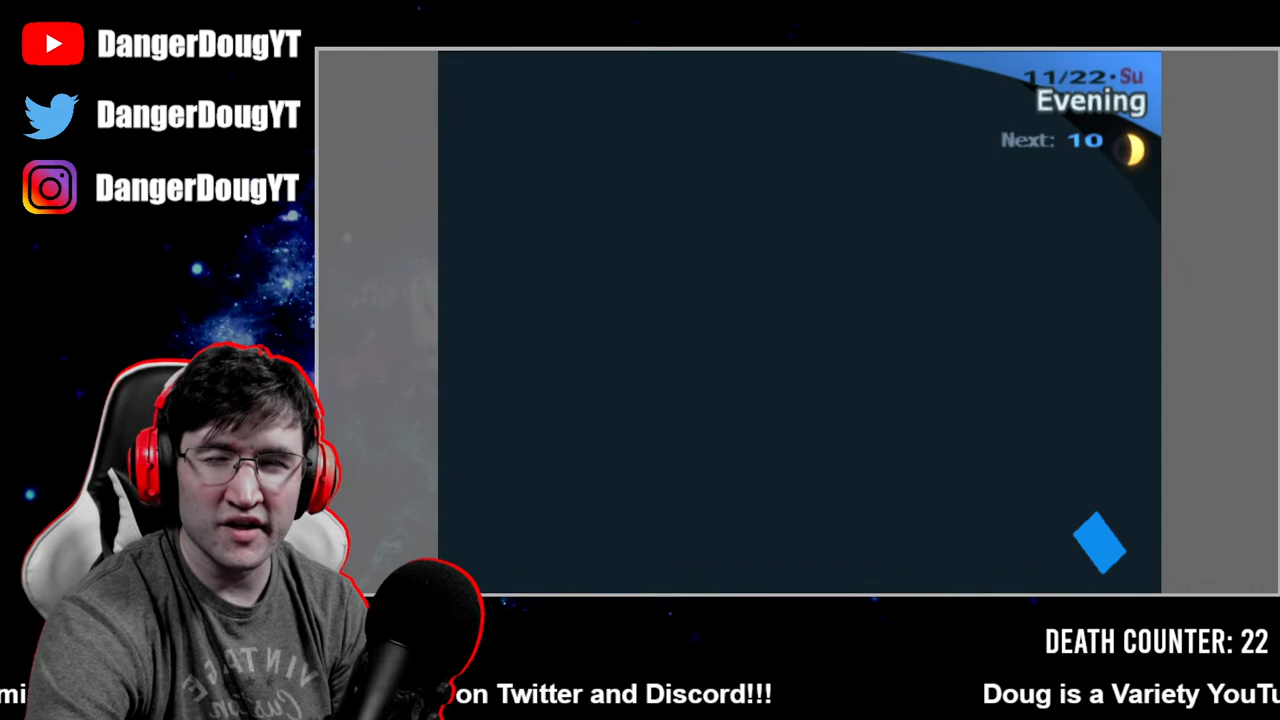 DangerDougYT
DangerDougYT
DangerDougYT
11/22·Su
Evening
Next: 10
DEATH COUNTER: 22
on Twitter and Discord!!!
Doug is a Variety
VINTAGE